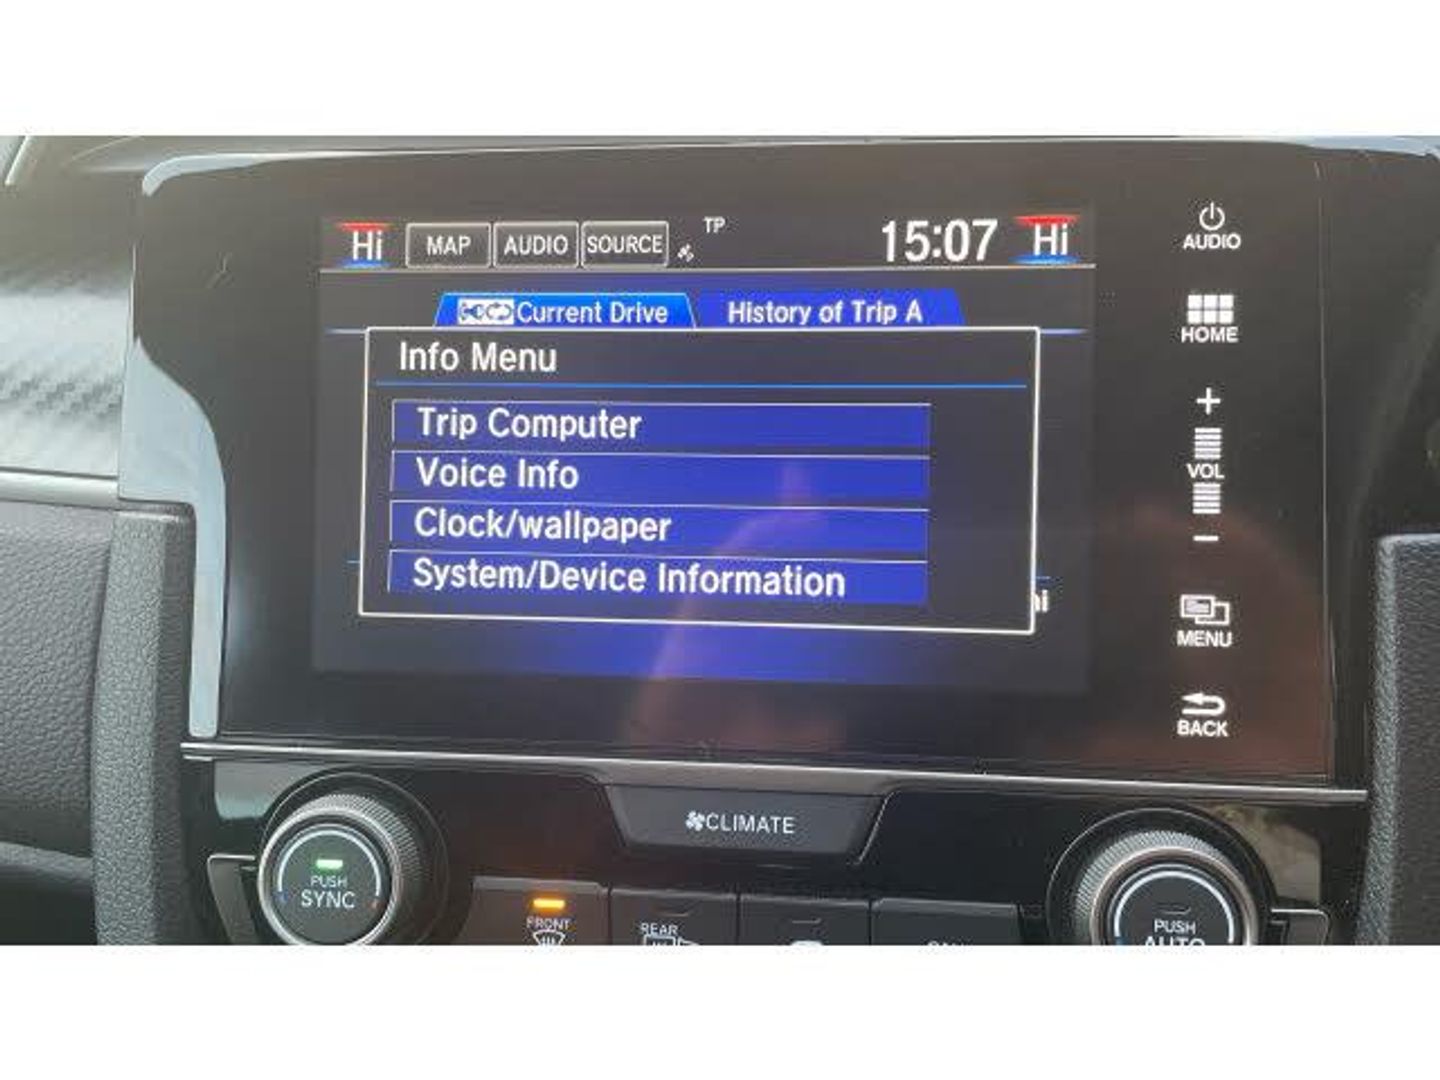 Hi MAP AUDIO SOURCE TP 15:07 Hi
Current Drive History of Trip A
Info Menu
Trip Computer
Voice Info
Clock/wallpaper
System/Device Information
AUDIO
HOME
+
VOL
−
MENU
BACK
CLIMATE
PUSH
SYNC
FRONT
REAR
PUSH
AUTO